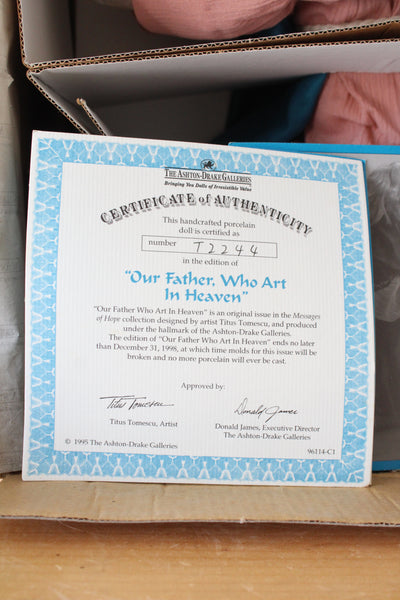 THE ASHTON-DRAKE GALLERIES
Bringing You Dolls of Irresistible Value
CERTIFICATE of AUTHENTICITY
This handcrafted porcelain
doll is certified as
number T2244
in the edition of
"Our Father, Who Art
In Heaven"
"Our Father Who Art In Heaven" is an original issue in the Messages
of Hope collection designed by artist Titus Tomescu, and produced
under the hallmark of the Ashton-Drake Galleries.
The edition of "Our Father Who Art In Heaven" ends no later
than December 31, 1998, at which time molds for this issue will be
broken and no more porcelain will ever be cast.
Approved by:
Titus Tomescu Donald James
Titus Tomescu, Artist Donald James, Executive Director
The Ashton-Drake Galleries
© 1995 The Ashton-Drake Galleries 96114-C1